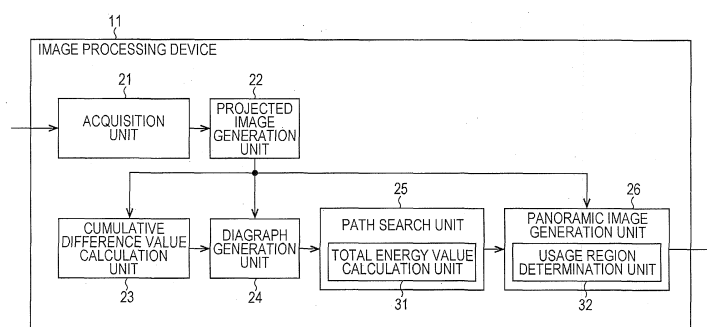 11
IMAGE PROCESSING DEVICE
21
22
ACQUISITION
UNIT
PROJECTED
IMAGE
GENERATION
UNIT
25
26
CUMULATIVE
DIFFERENCE VALUE
CALCULATION
UNIT
DIAGRAPH
GENERATION
UNIT
PATH SEARCH UNIT
TOTAL ENERGY VALUE
CALCULATION UNIT
PANORAMIC IMAGE
GENERATION UNIT
USAGE REGION
DETERMINATION UNIT
23
24
31
32